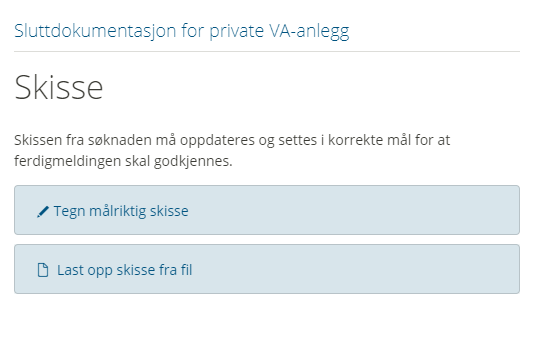 Sluttdokumentasjon for private VA-anlegg
Skisse
Skissen fra søknaden må oppdateres og settes i korrekte mål for at
ferdigmeldingen skal godkjennes.
Tegn målriktig skisse
Last opp skisse fra fil